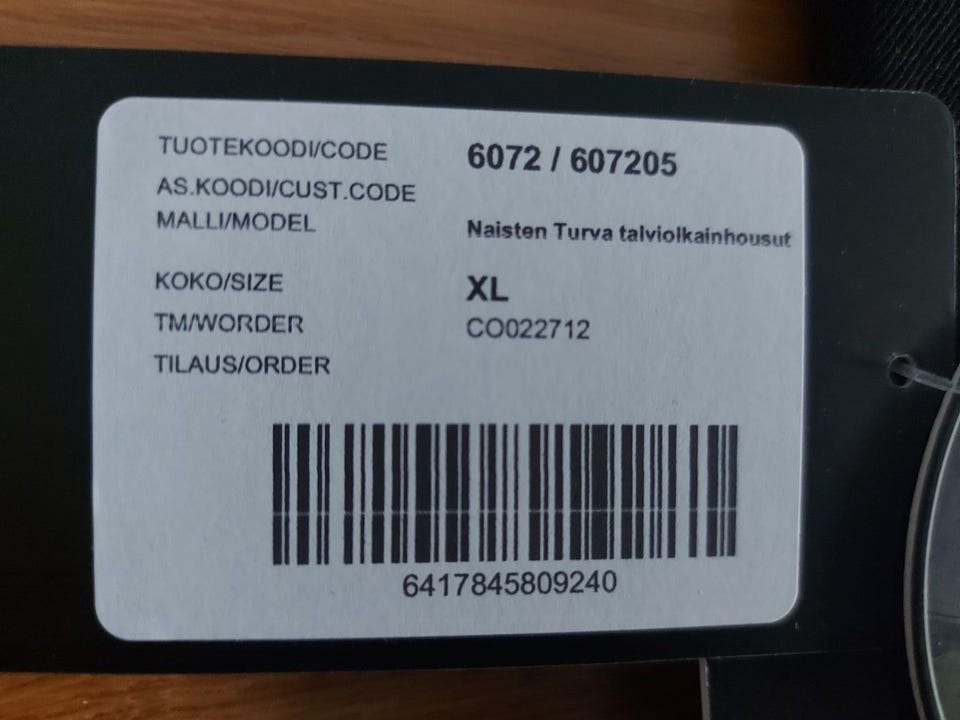 TUOTEKOODI/CODE 6072 / 607205
AS.KOODI/CUST.CODE
MALLI/MODEL Naisten Turva talviolkainhousut
KOKO/SIZE XL
TM/WORDER CO022712
TILAUS/ORDER
6417845809240